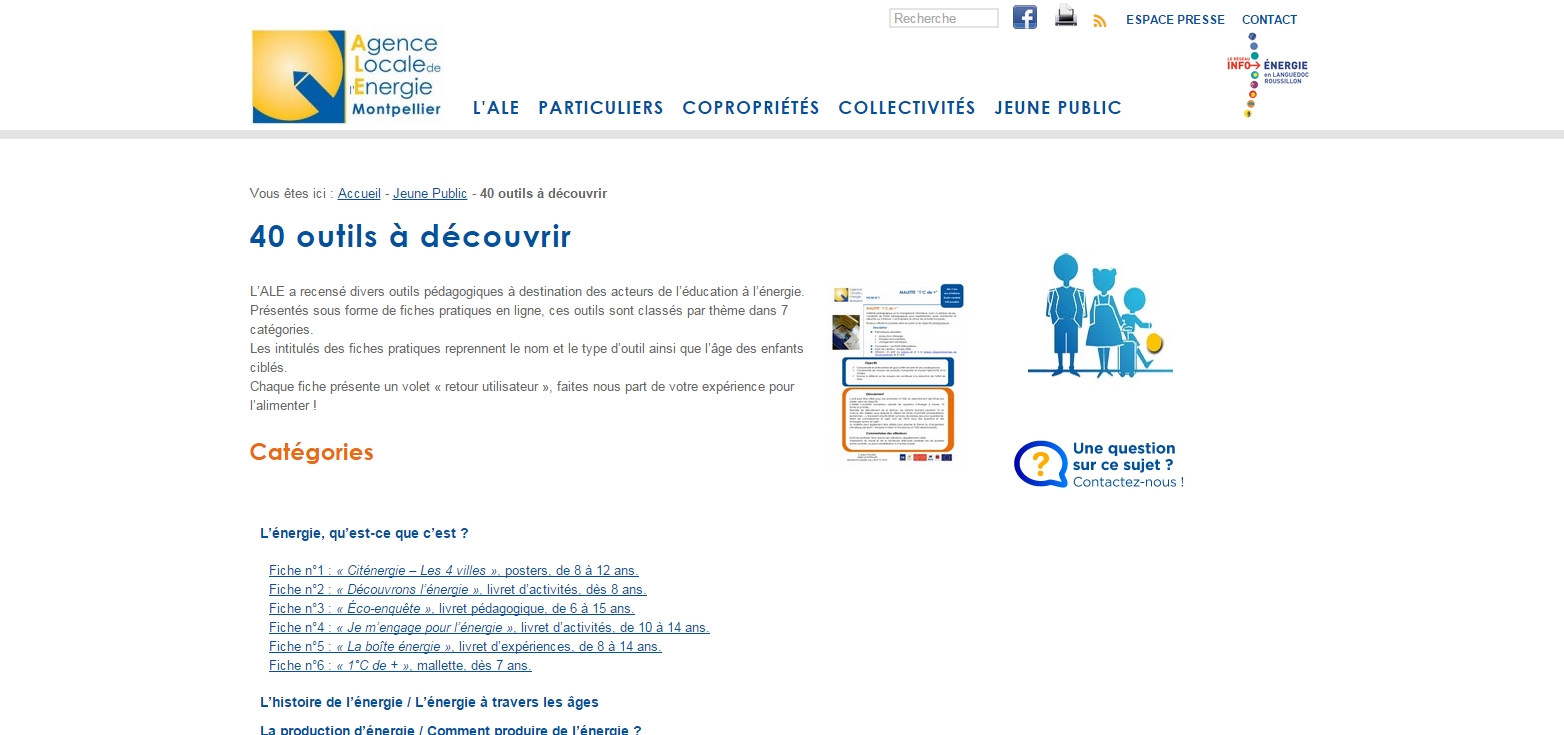 Recherche
ESPACE PRESSE
CONTACT
Agence
Locale de
l'Energie
Montpellier
L'ALE
PARTICULIERS
COPROPRIÉTÉS
COLLECTIVITÉS
JEUNE PUBLIC
LE RÉSEAU
INFO→ÉNERGIE
en LANGUEDOC
ROUSSILLON
Vous êtes ici : Accueil - Jeune Public - 40 outils à découvrir
40 outils à découvrir
L’ALE a recensé divers outils pédagogiques à destination des acteurs de l’éducation à l’énergie.
Présentés sous forme de fiches pratiques en ligne, ces outils sont classés par thème dans 7
catégories.
Les intitulés des fiches pratiques reprennent le nom et le type d’outil ainsi que l’âge des enfants
ciblés.
Chaque fiche présente un volet « retour utilisateur », faites nous part de votre expérience pour
l’alimenter !
MALETTE "1°C de +"
Objectifs
Déroulement
Une question
sur ce sujet ?
Contactez-nous !
Catégories
L’énergie, qu’est-ce que c’est ?
Fiche n°1 : « Citénergie – Les 4 villes », posters, de 8 à 12 ans.
Fiche n°2 : « Découvrons l’énergie », livret d’activités, dès 8 ans.
Fiche n°3 : « Éco-enquête », livret pédagogique, de 6 à 15 ans.
Fiche n°4 : « Je m’engage pour l’énergie », livret d’activités, de 10 à 14 ans.
Fiche n°5 : « La boîte énergie », livret d’expériences, de 8 à 14 ans.
Fiche n°6 : « 1°C de + », mallette, dès 7 ans.
L’histoire de l’énergie / L’énergie à travers les âges
La production d’énergie / Comment produire de l’énergie ?